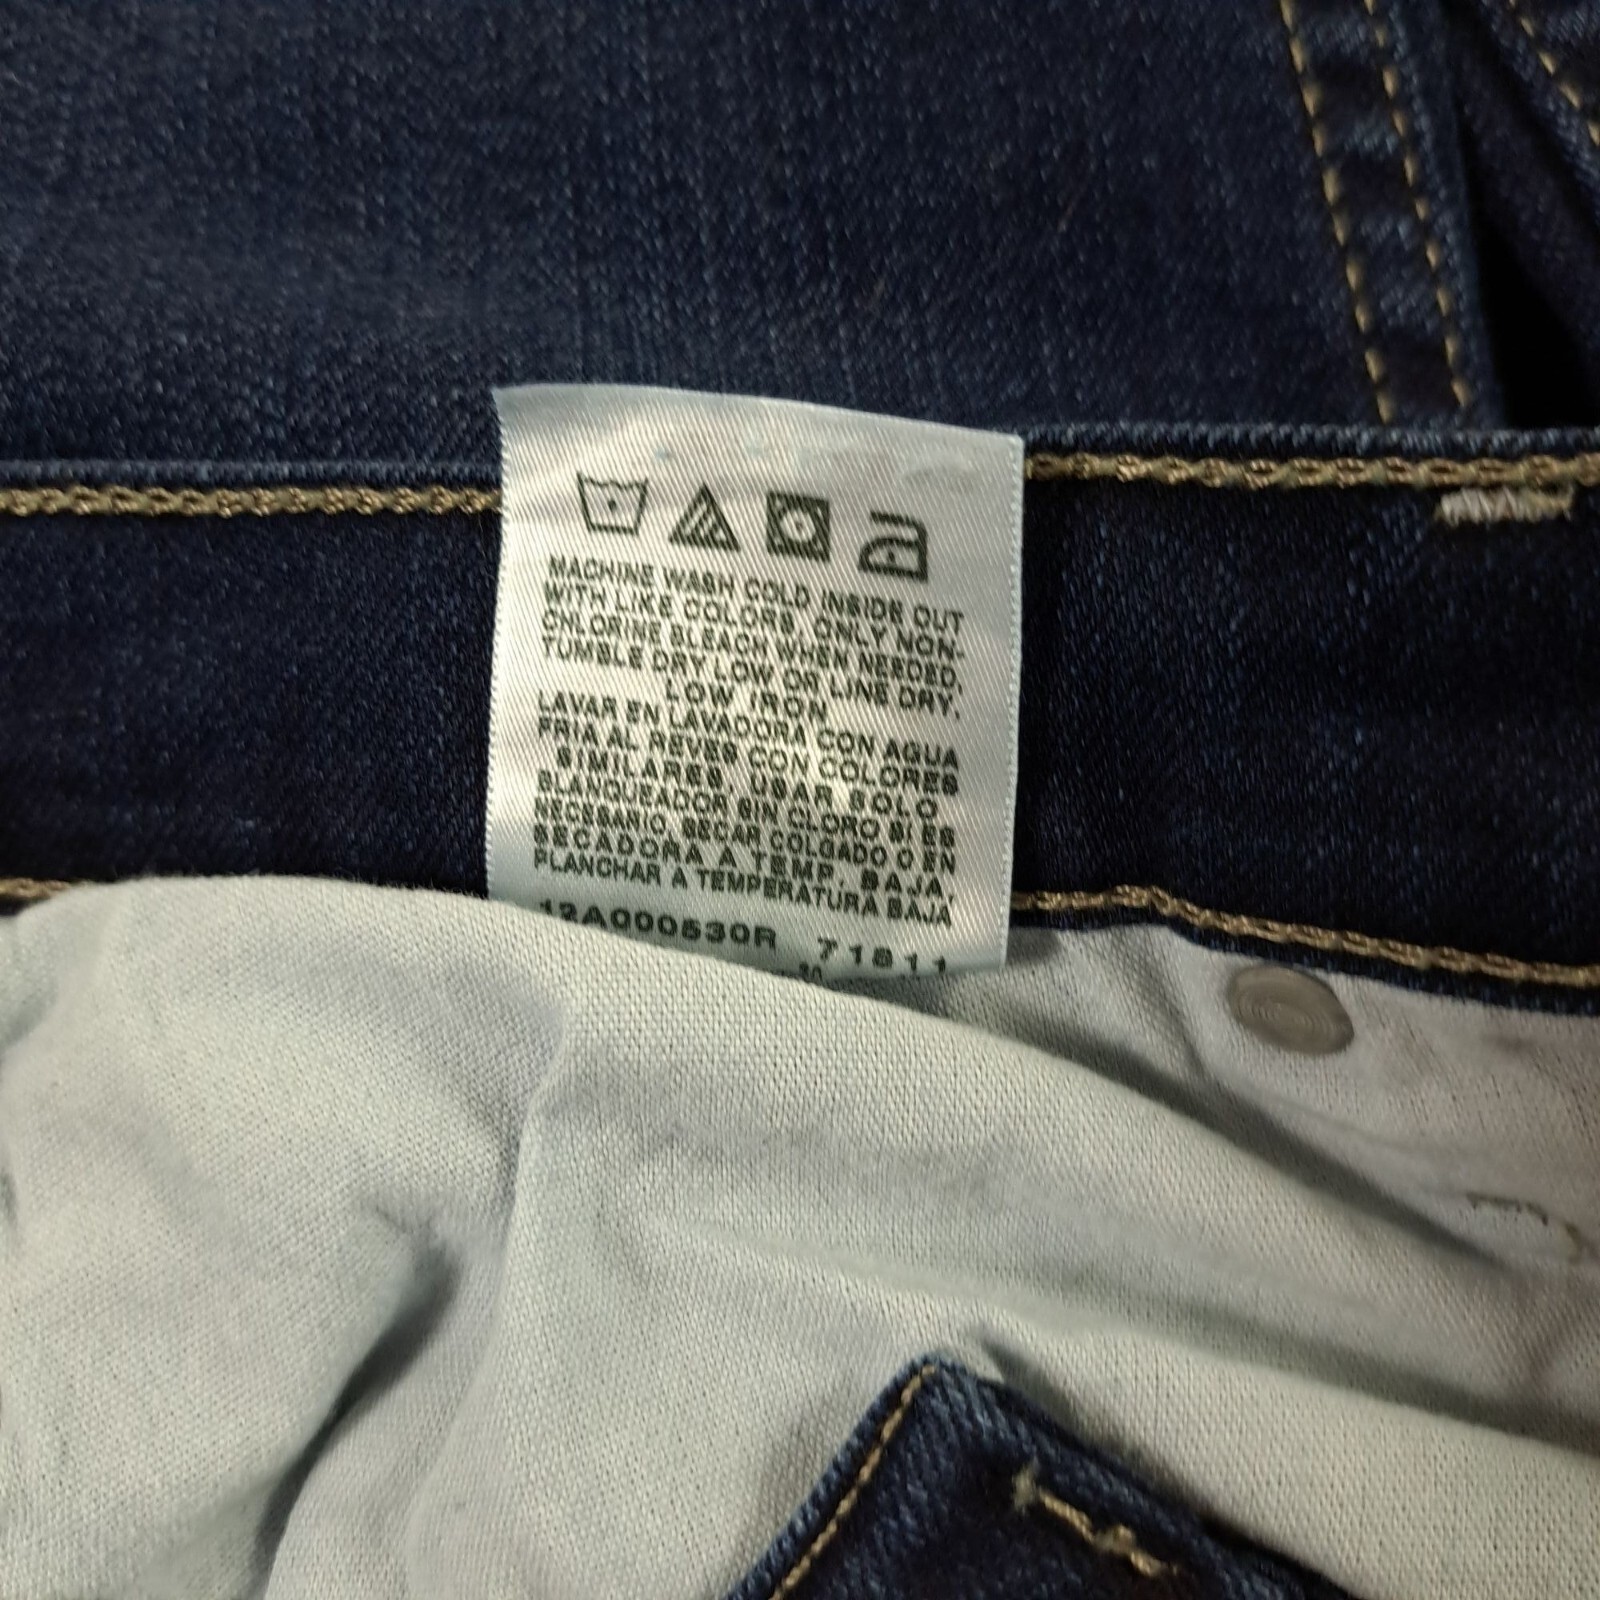 MACHINE WASH COLD INSIDE OUT
WITH LIKE COLORS, ONLY NON-
CHLORINE BLEACH WHEN NEEDED,
TUMBLE DRY LOW OR LINE DRY,
LOW IRON
LAVAR EN LAVADORA CON AGUA
FRIA AL REVES CON COLORES
SIMILARES, USAR SOLO
BLANQUEADOR SIN CLORO SI ES
NECESARIO, SECAR COLGADO O EN
SECADORA A TEMP. BAJA,
PLANCHAR A TEMPERATURA BAJA
12A000530R 71811